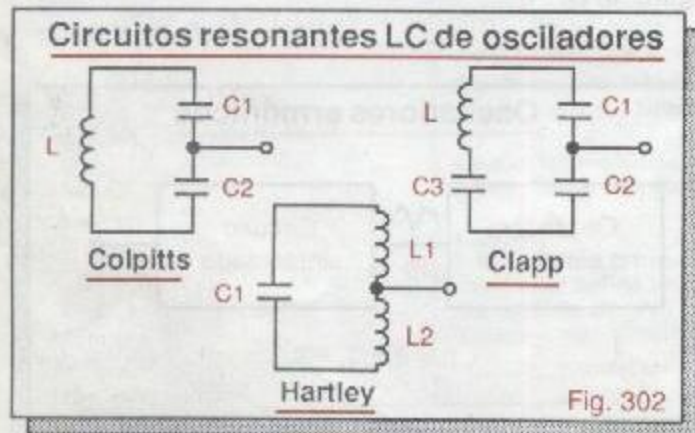 Circuitos resonantes LC de osciladores
L
C1
C2
Colpitts
L
C3
C1
C2
Clapp
C1
L1
L2
Hartley
Fig. 302